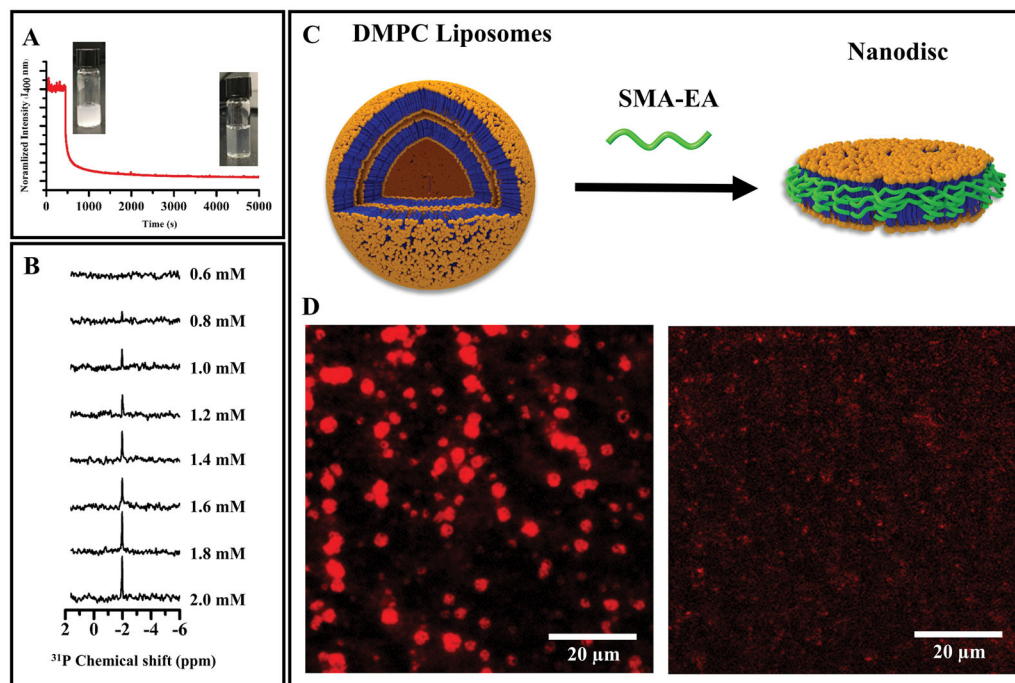 A
Noramlized Intensity (I400 nm)
0
1000
2000
3000
4000
5000
Time (s)
B
0.6 mM
0.8 mM
1.0 mM
1.2 mM
1.4 mM
1.6 mM
1.8 mM
2.0 mM
2 0 -2 -4 -6
³¹P Chemical shift (ppm)
C
DMPC Liposomes
SMA-EA
Nanodisc
D
20 µm
20 µm